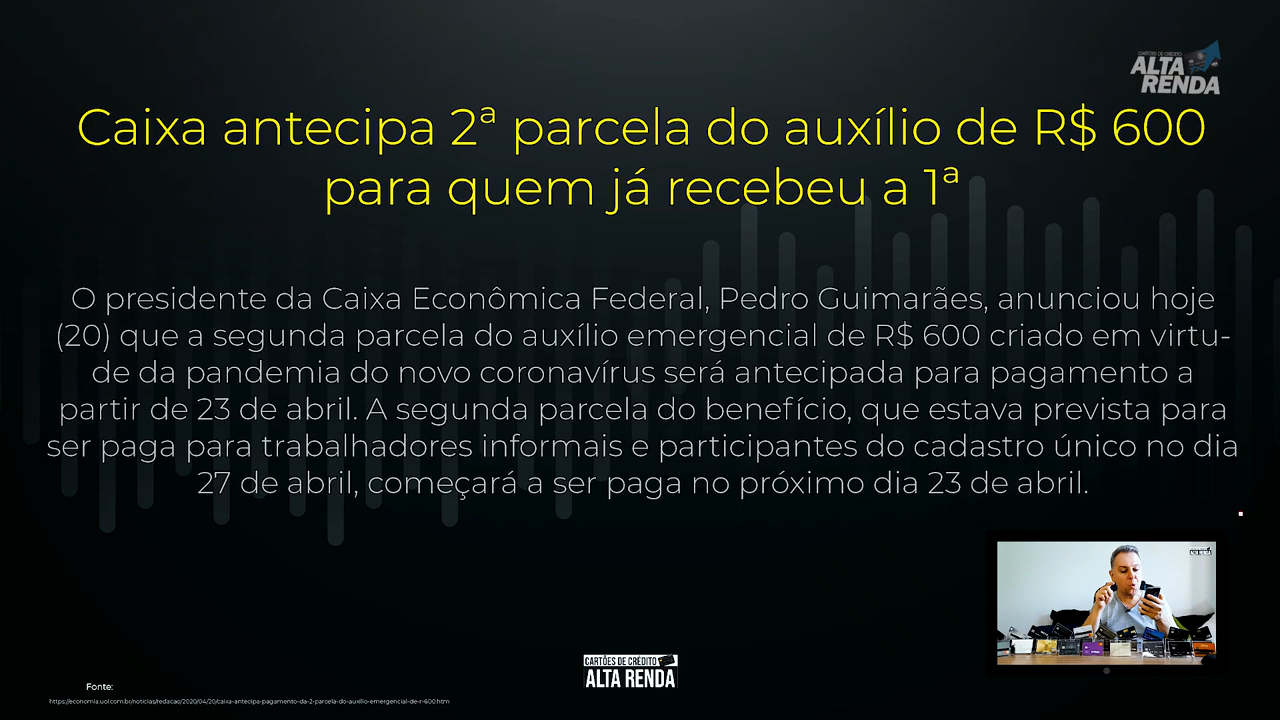 CARTÕES DE CRÉDITO
ALTA
RENDA
Caixa antecipa 2ª parcela do auxílio de R$ 600
para quem já recebeu a 1ª
O presidente da Caixa Econômica Federal, Pedro Guimarães, anunciou hoje
(20) que a segunda parcela do auxílio emergencial de R$ 600 criado em virtu-
de da pandemia do novo coronavírus será antecipada para pagamento a
partir de 23 de abril. A segunda parcela do benefício, que estava prevista para
ser paga para trabalhadores informais e participantes do cadastro único no dia
27 de abril, começará a ser paga no próximo dia 23 de abril.
CARTÕES DE CRÉDITO
ALTA RENDA
Fonte:
https://economia.uol.com.br/noticias/redacao/2020/04/20/caixa-antecipa-pagamento-da-2-parcela-do-auxilio-emergencial-de-r-600.htm